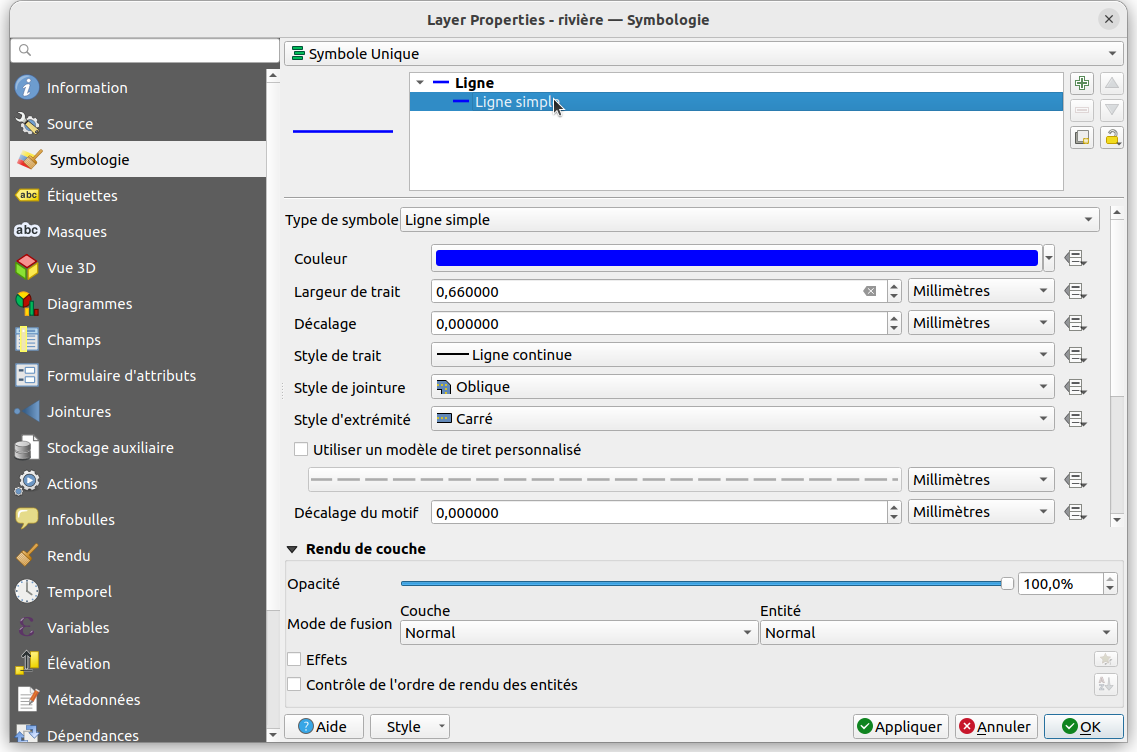 Layer Properties - rivière — Symbologie
Information
Source
Symbologie
abc Étiquettes
abc Masques
Vue 3D
Diagrammes
Champs
Formulaire d'attributs
Jointures
Stockage auxiliaire
Actions
Infobulles
Rendu
Temporel
Variables
Élévation
Métadonnées
Dépendances
Symbole Unique
Ligne
Ligne simple
Type de symbole Ligne simple
Couleur
Largeur de trait 0,660000 Millimètres
Décalage 0,000000 Millimètres
Style de trait Ligne continue
Style de jointure Oblique
Style d'extrémité Carré
Utiliser un modèle de tiret personnalisé
Millimètres
Décalage du motif 0,000000 Millimètres
Rendu de couche
Opacité 100,0%
Couche Entité
Mode de fusion Normal Normal
Effets
Contrôle de l'ordre de rendu des entités
Aide Style Appliquer Annuler OK